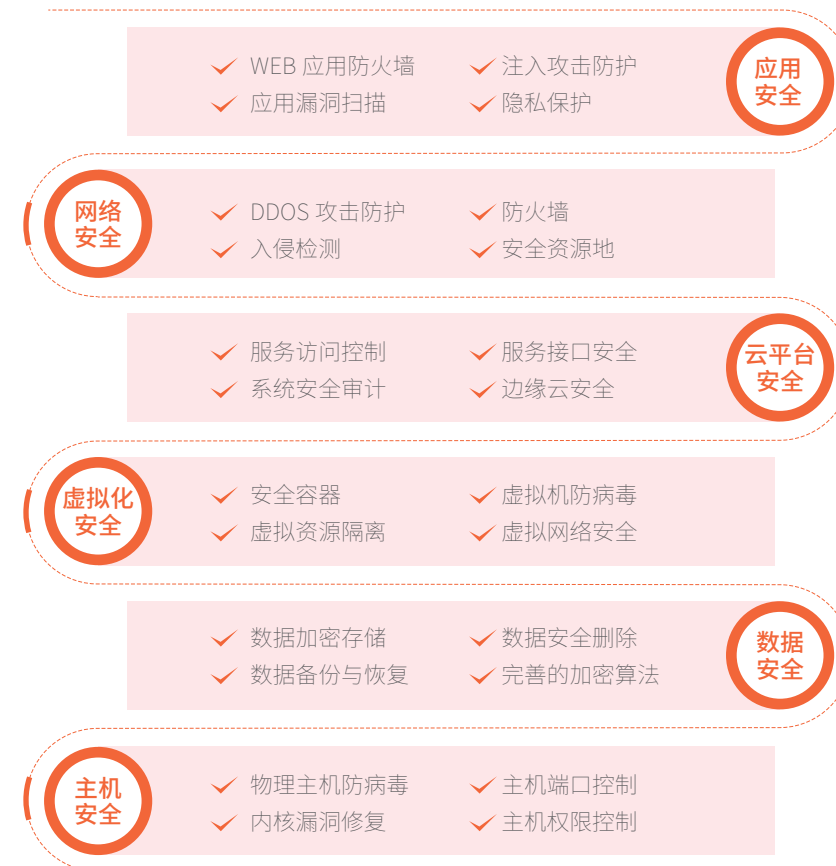 WEB 应用防火墙 注入攻击防护
应用漏洞扫描 隐私保护
应用
安全
网络
安全
DDOS 攻击防护 防火墙
入侵检测 安全资源地
服务访问控制 服务接口安全
系统安全审计 边缘云安全
云平台
安全
虚拟化
安全
安全容器 虚拟机防病毒
虚拟资源隔离 虚拟网络安全
数据加密存储 数据安全删除
数据备份与恢复 完善的加密算法
数据
安全
主机
安全
物理主机防病毒 主机端口控制
内核漏洞修复 主机权限控制